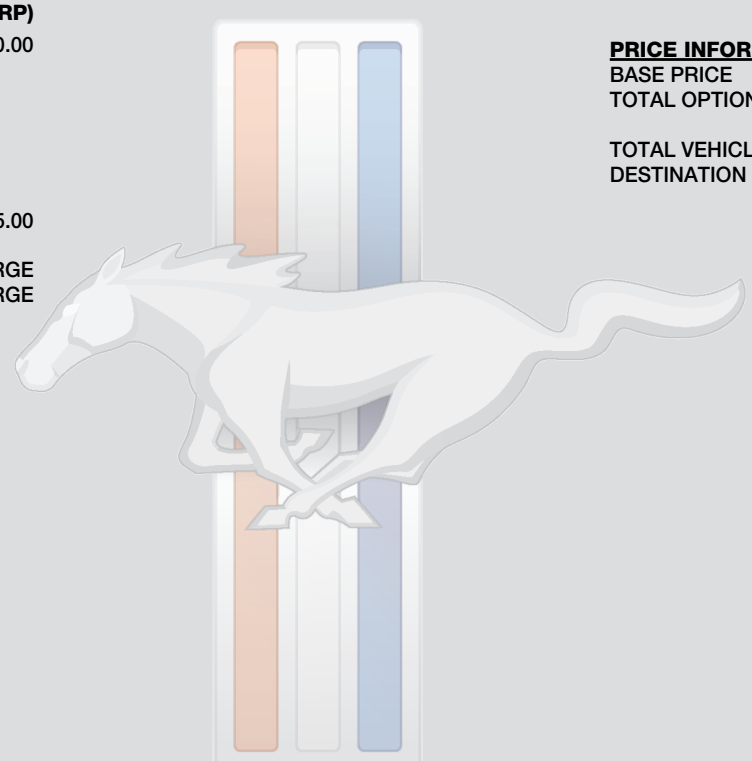 RP)
0.00
5.00
RGE
RGE
PRICE INFOR
BASE PRICE
TOTAL OPTION
TOTAL VEHICL
DESTINATION